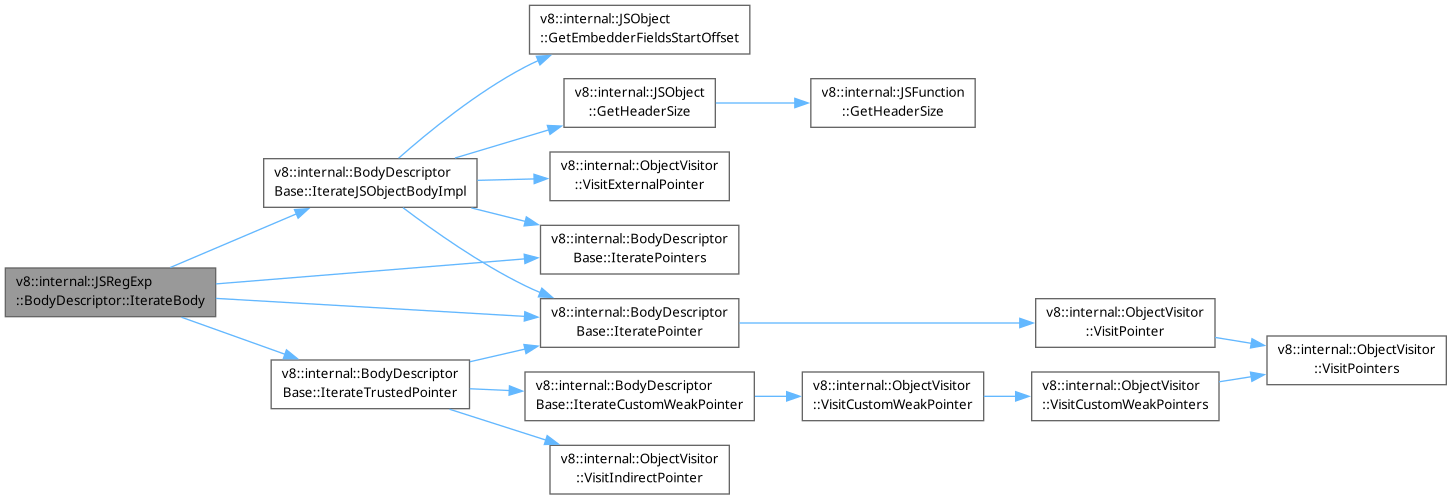 v8::internal::JSRegExp
::BodyDescriptor::IterateBody
v8::internal::BodyDescriptor
Base::IterateJSObjectBodyImpl
v8::internal::JSObject
::GetEmbedderFieldsStartOffset
v8::internal::JSObject
::GetHeaderSize
v8::internal::JSFunction
::GetHeaderSize
v8::internal::ObjectVisitor
::VisitExternalPointer
v8::internal::BodyDescriptor
Base::IteratePointers
v8::internal::BodyDescriptor
Base::IteratePointer
v8::internal::ObjectVisitor
::VisitPointer
v8::internal::ObjectVisitor
::VisitPointers
v8::internal::BodyDescriptor
Base::IterateTrustedPointer
v8::internal::BodyDescriptor
Base::IterateCustomWeakPointer
v8::internal::ObjectVisitor
::VisitCustomWeakPointer
v8::internal::ObjectVisitor
::VisitCustomWeakPointers
v8::internal::ObjectVisitor
::VisitIndirectPointer